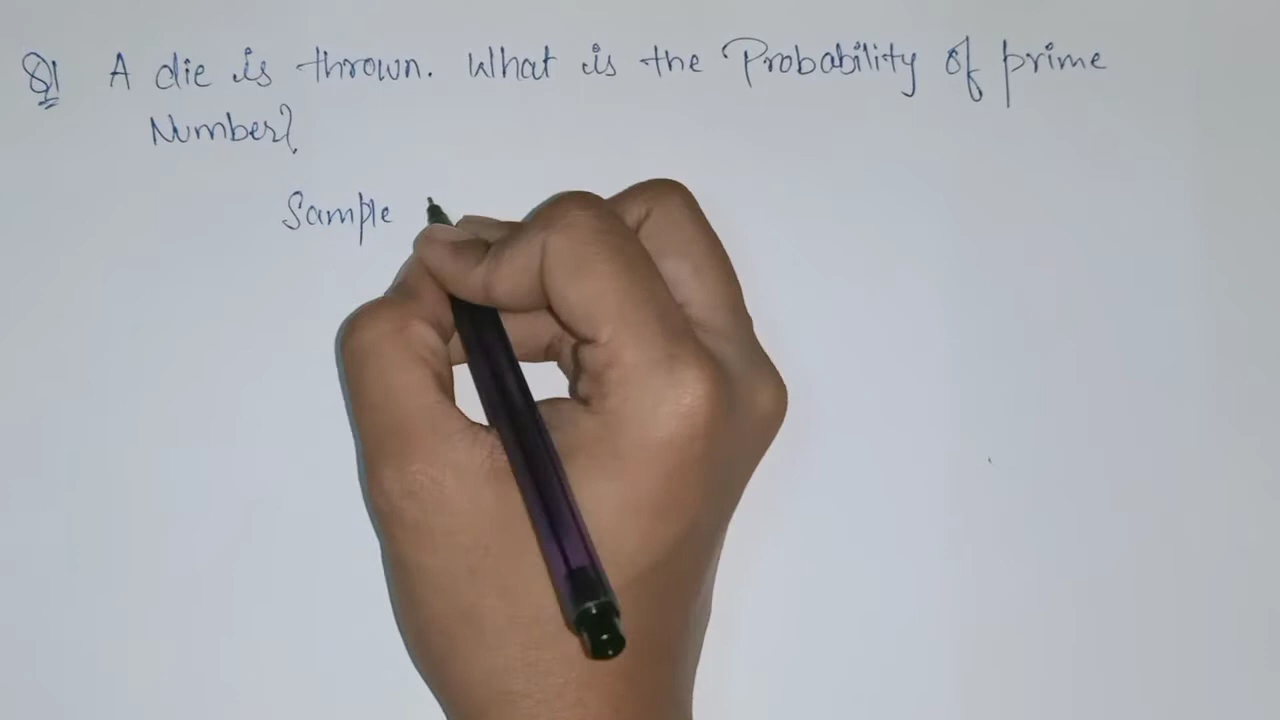 Q1 A die is thrown. What is the Probability of prime
Number?
Sample